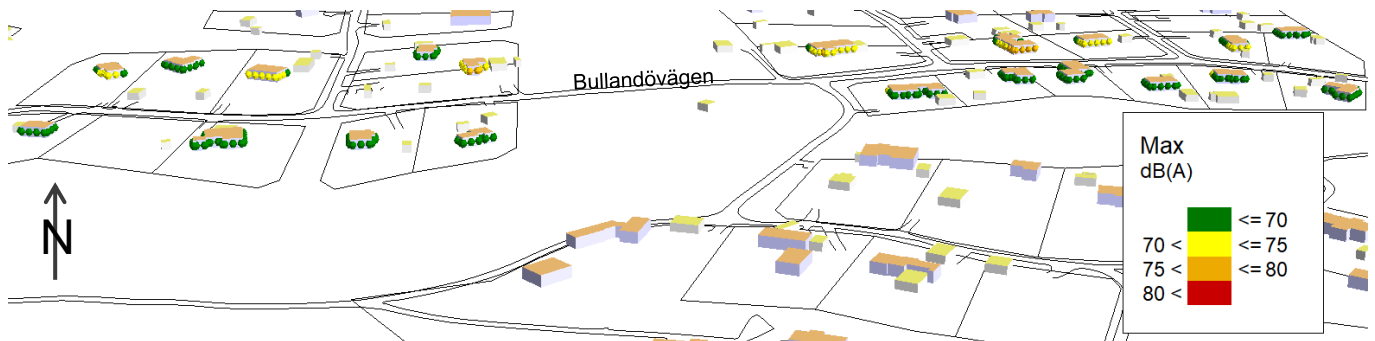 Bullandövägen
N
Max
dB(A)
<= 70
70 < <= 75
75 < <= 80
80 <